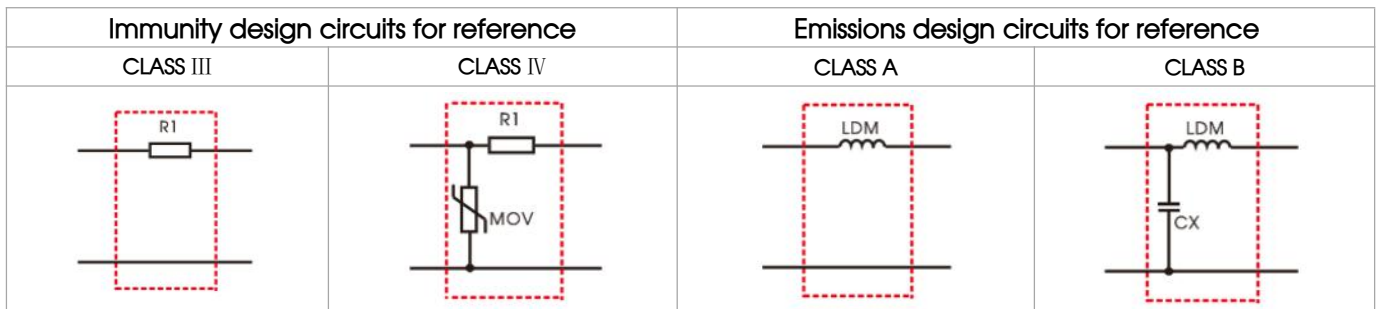 Immunity design circuits for reference
Emissions design circuits for reference
CLASS III
CLASS IV
CLASS A
CLASS B
R1
R1
MOV
LDM
LDM
CX